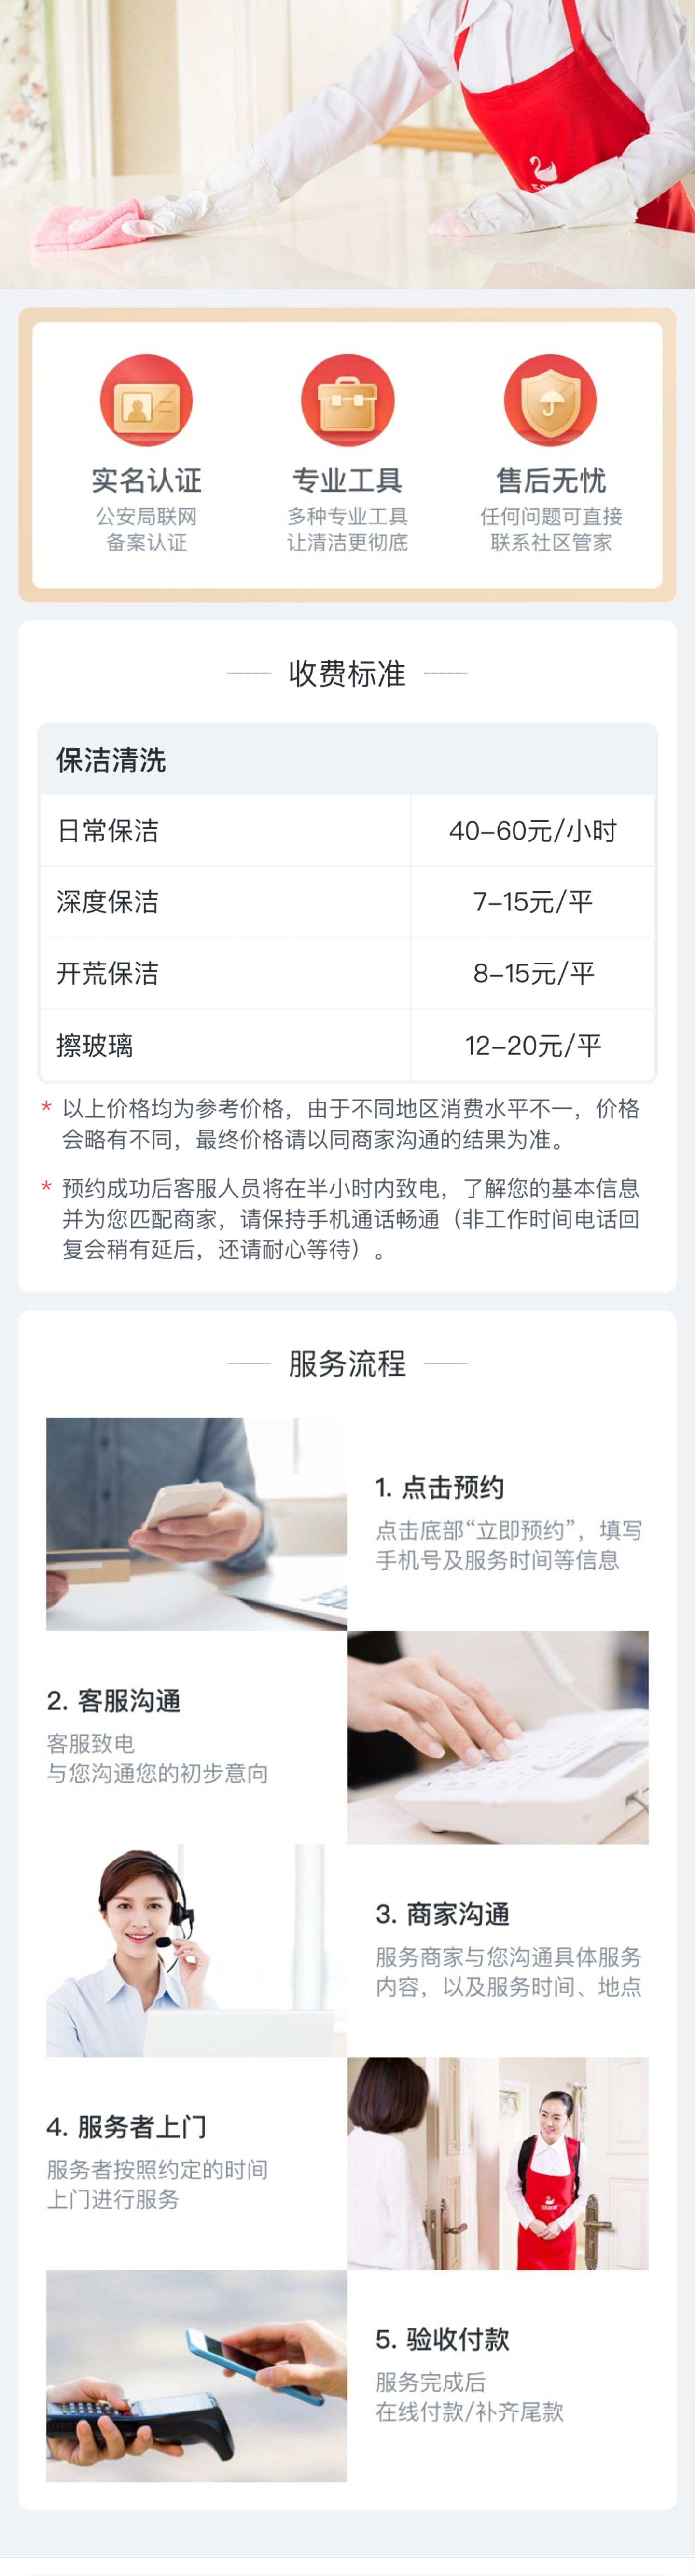 实名认证
专业工具
售后无忧
公安局联网
备案认证
多种专业工具
让清洁更彻底
任何问题可直接
联系社区管家
收费标准
保洁清洗
日常保洁 40–60元/小时
深度保洁 7–15元/平
开荒保洁 8–15元/平
擦玻璃 12–20元/平
* 以上价格均为参考价格，由于不同地区消费水平不一，价格
会略有不同，最终价格请以同商家沟通的结果为准。
* 预约成功后客服人员将在半小时内致电，了解您的基本信息
并为您匹配商家，请保持手机通话畅通（非工作时间电话回
复会稍有延后，还请耐心等待）。
服务流程
1. 点击预约
点击底部“立即预约”，填写
手机号及服务时间等信息
2. 客服沟通
客服致电
与您沟通您的初步意向
3. 商家沟通
服务商家与您沟通具体服务
内容，以及服务时间、地点
4. 服务者上门
服务者按照约定的时间
上门进行服务
5. 验收付款
服务完成后
在线付款/补齐尾款